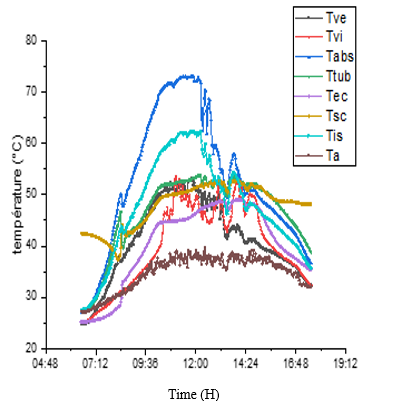 80
70
60
50
40
30
20
température (°C)
Tve
Tvi
Tabs
Ttub
Tec
Tsc
Tis
Ta
04:48 07:12 09:36 12:00 14:24 16:48 19:12
Time (H)